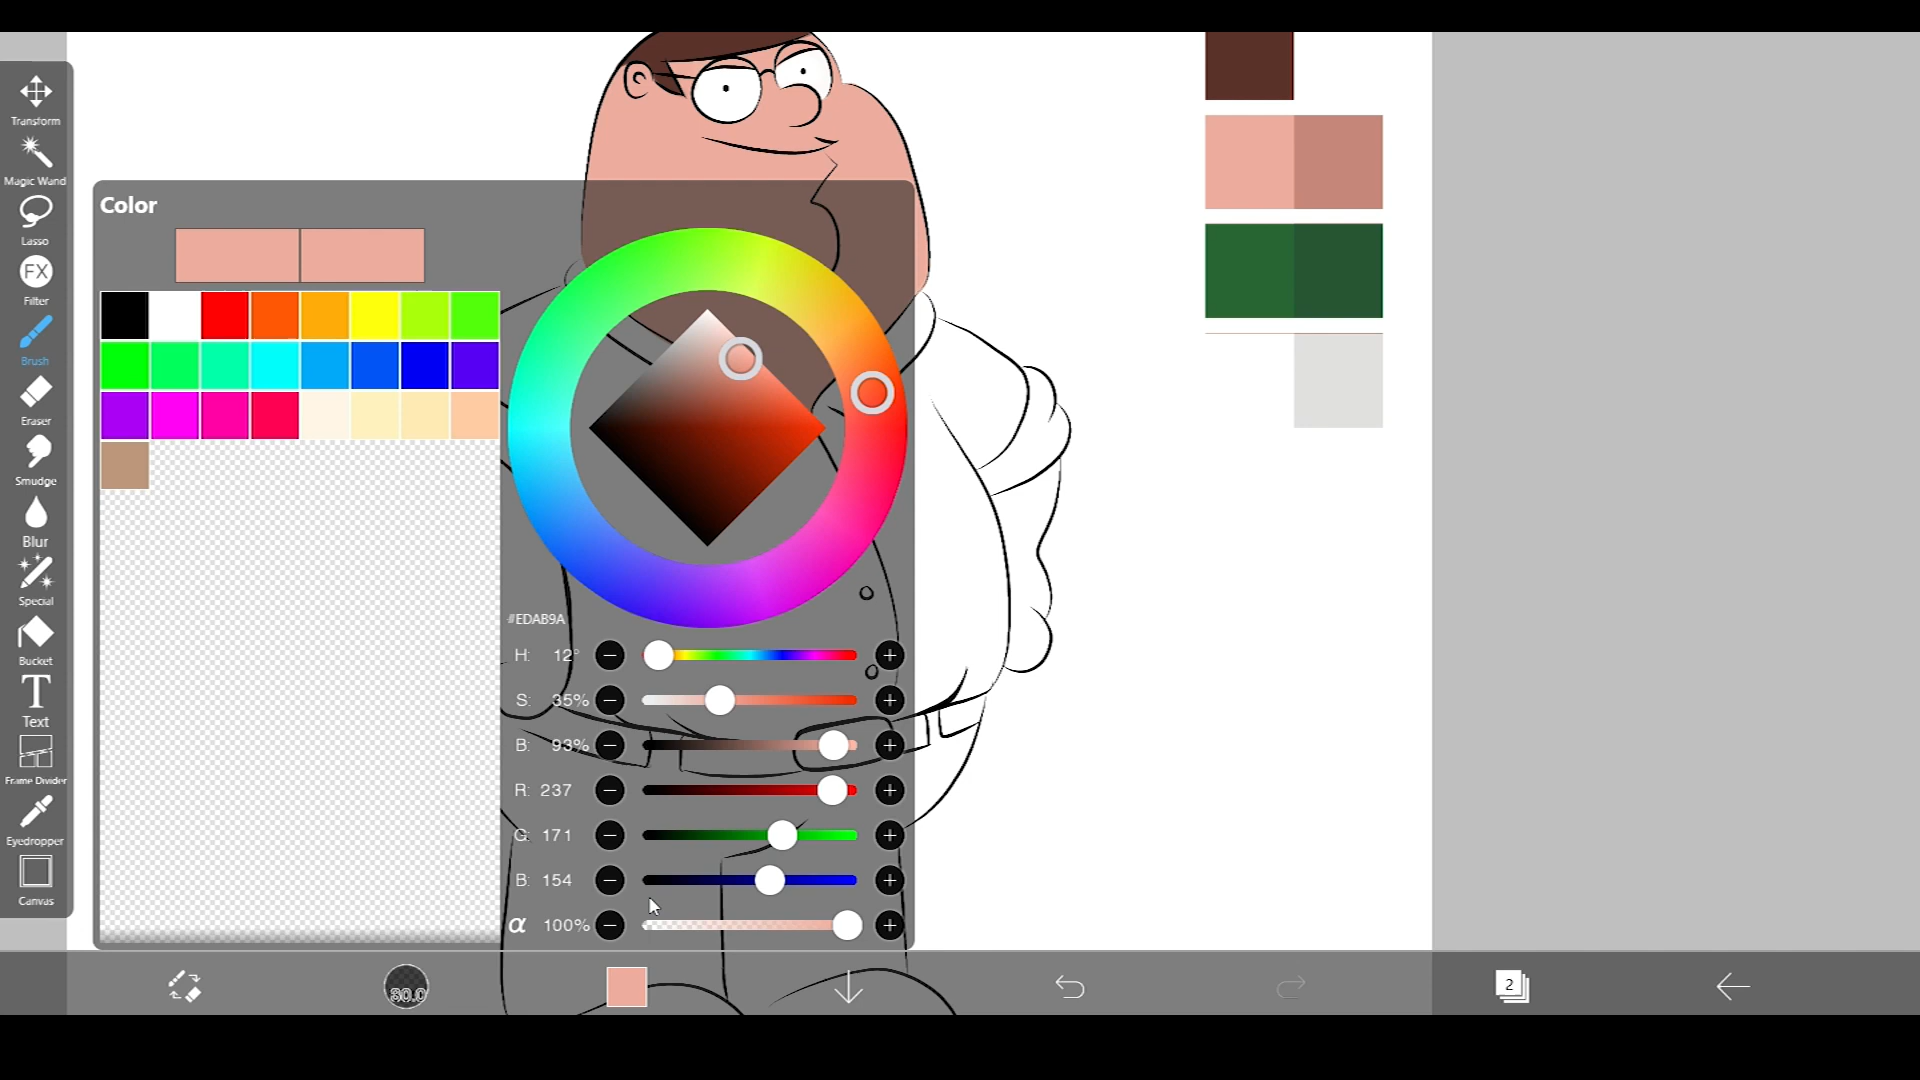 Transform
Magic Wand
Lasso
FX
Filter
Brush
Eraser
Smudge
Blur
Special
Bucket
T
Text
Frame Divider
Eyedropper
Canvas
Color
#EDAB9A
H: 12°
S: 35%
B: 93%
R: 237
G: 171
B: 154
α 100%
30.0
2